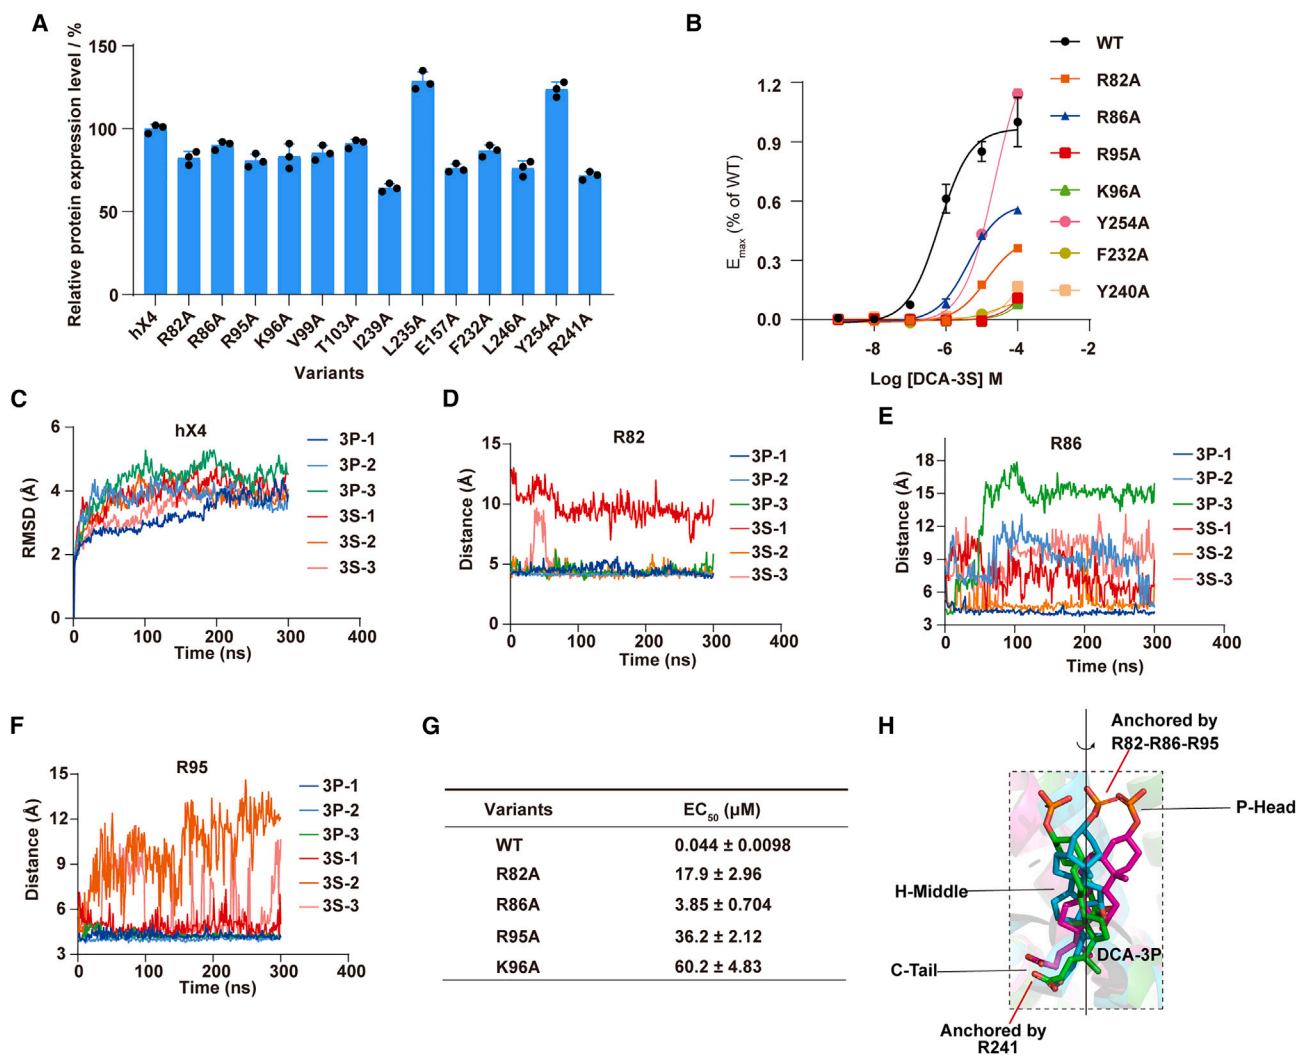 A
Relative protein expression level / %
150
100
50
0
hX4
R82A
R86A
R95A
K96A
V99A
T103A
I239A
L235A
E157A
F232A
L246A
Y254A
R241A
Variants
B
E max (% of WT)
1.2
0.9
0.6
0.3
0.0
-8
-6
-4
-2
Log [DCA-3S] M
WT
R82A
R86A
R95A
K96A
Y254A
F232A
Y240A
C
hX4
RMSD (Å)
6
4
2
0
0
100
200
300
400
Time (ns)
3P-1
3P-2
3P-3
3S-1
3S-2
3S-3
D
R82
Distance (Å)
15
10
5
0
0
100
200
300
400
Time (ns)
3P-1
3P-2
3P-3
3S-1
3S-2
3S-3
E
R86
Distance (Å)
18
15
12
9
6
3
0
100
200
300
400
Time (ns)
3P-1
3P-2
3P-3
3S-1
3S-2
3S-3
F
R95
Distance (Å)
15
12
9
6
3
0
100
200
300
400
Time (ns)
3P-1
3P-2
3P-3
3S-1
3S-2
3S-3
G
Variants EC50 (µM)
WT 0.044 ± 0.0098
R82A 17.9 ± 2.96
R86A 3.85 ± 0.704
R95A 36.2 ± 2.12
K96A 60.2 ± 4.83
H
Anchored by
R82-R86-R95
P-Head
H-Middle
DCA-3P
C-Tail
Anchored by
R241